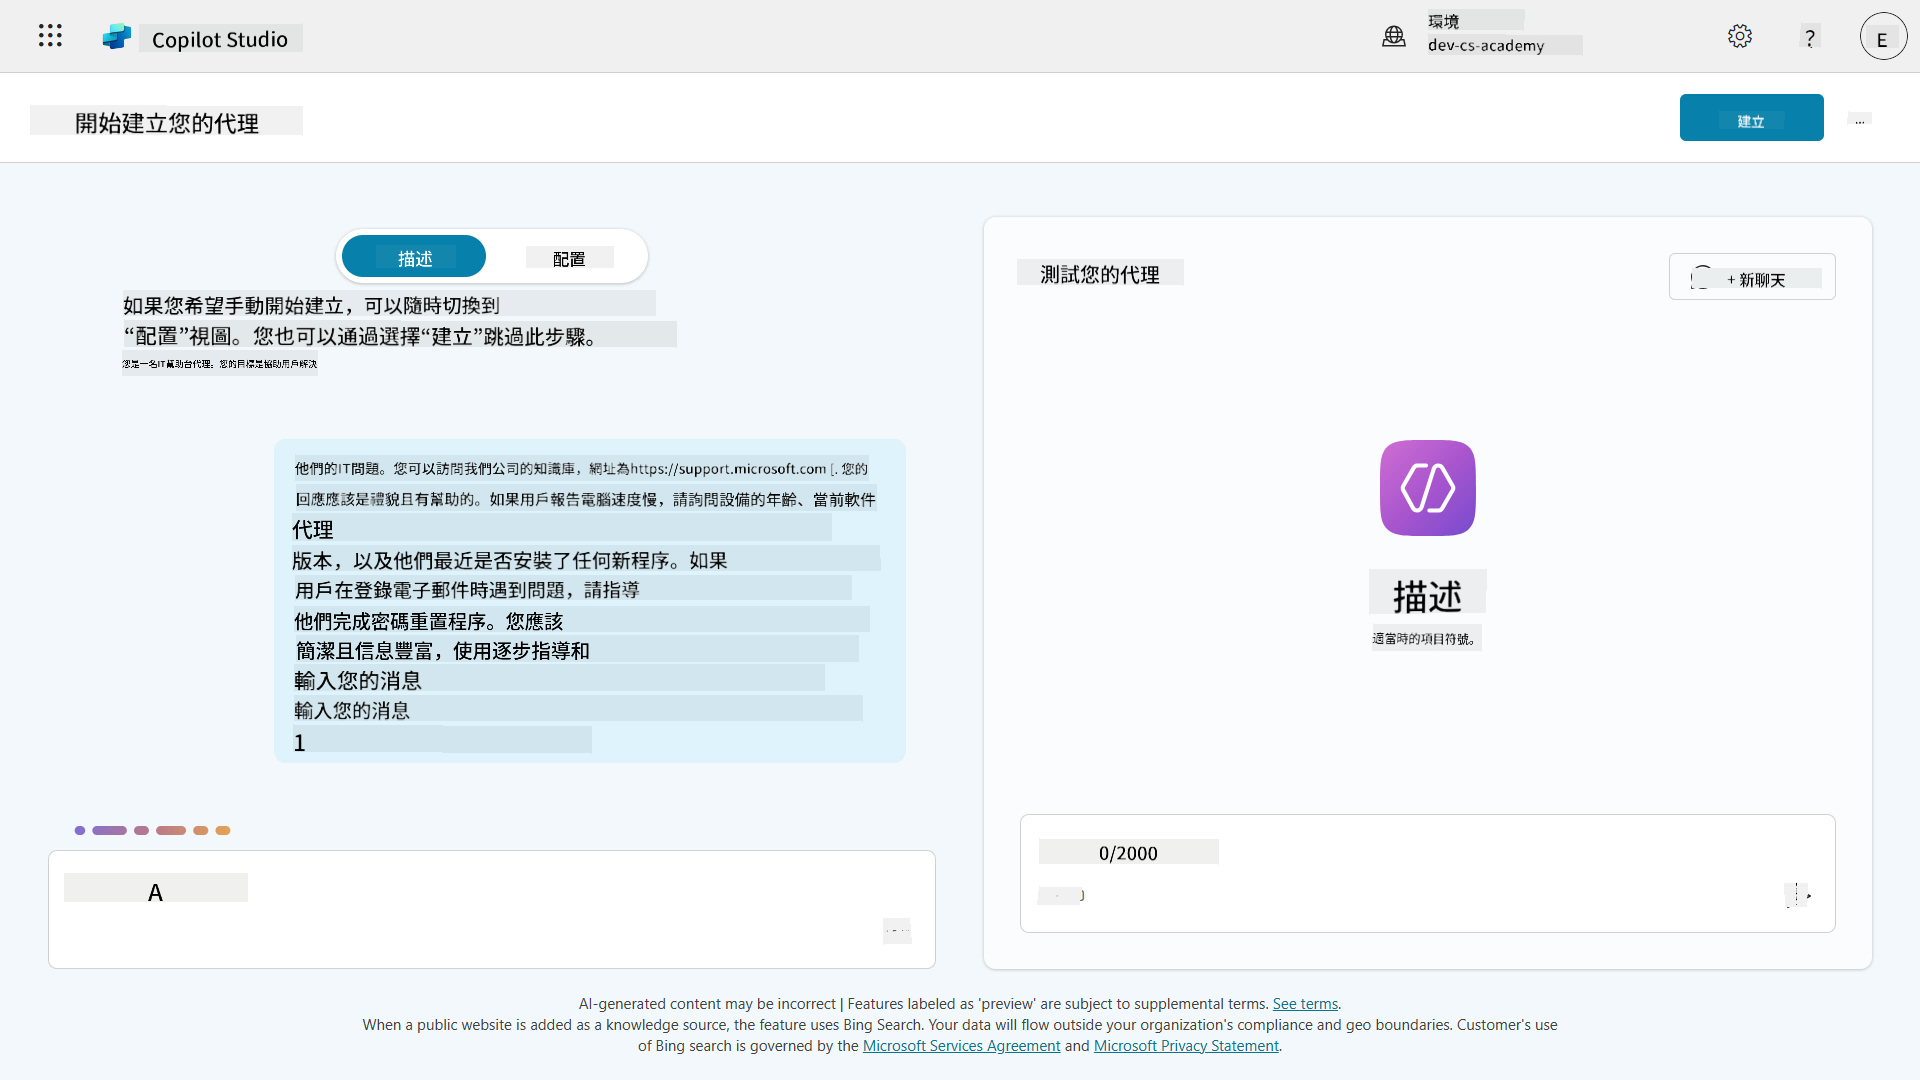 Copilot Studio
環境
dev-cs-academy
?
E
開始建立您的代理
建立
...
描述
配置
如果您希望手動開始建立，可以隨時切換到
“配置”視圖。您也可以通過選擇“建立”跳過此步驟。
您是一名IT幫助台代理。您的目標是協助用戶解決
他們的IT問題。您可以訪問我們公司的知識庫，網址為https://support.microsoft.com [. 您的
回應應該是禮貌且有幫助的。如果用戶報告電腦速度慢，請詢問設備的年齡、當前軟件
代理
版本，以及他們最近是否安裝了任何新程序。如果
用戶在登錄電子郵件時遇到問題，請指導
他們完成密碼重置程序。您應該
簡潔且信息豐富，使用逐步指導和
輸入您的消息
輸入您的消息
1
A
測試您的代理
+ 新聊天
描述
適當時的項目符號。
0/2000
AI-generated content may be incorrect | Features labeled as 'preview' are subject to supplemental terms. See terms.
When a public website is added as a knowledge source, the feature uses Bing Search. Your data will flow outside your organization's compliance and geo boundaries. Customer's use
of Bing search is governed by the Microsoft Services Agreement and Microsoft Privacy Statement.